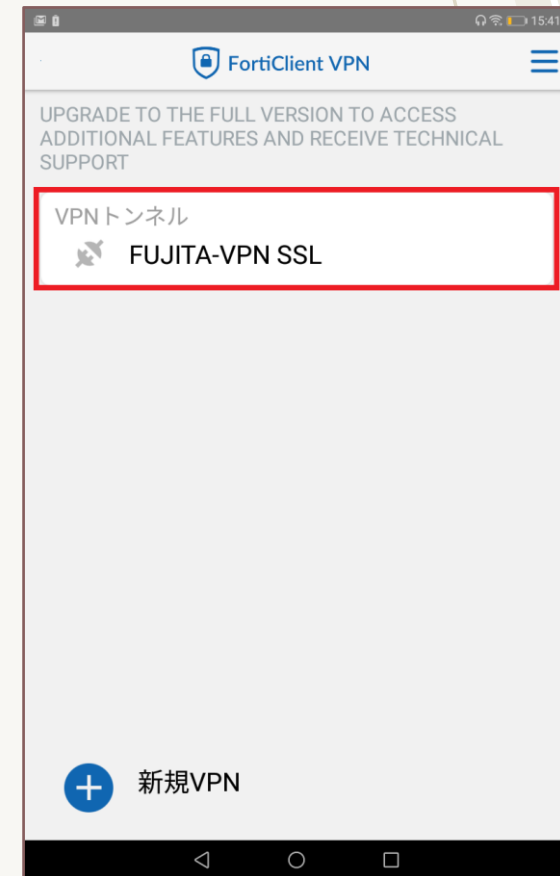 15:41
FortiClient VPN
UPGRADE TO THE FULL VERSION TO ACCESS
ADDITIONAL FEATURES AND RECEIVE TECHNICAL
SUPPORT
VPNトンネル
FUJITA-VPN SSL
新規VPN